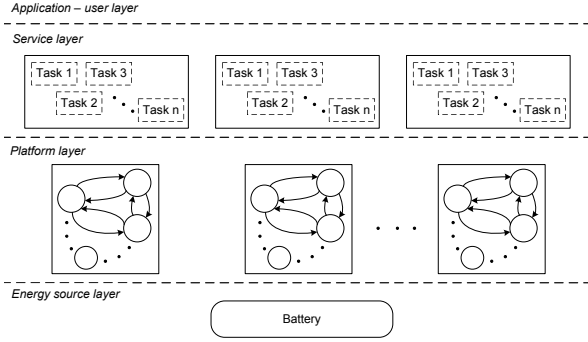 Application – user layer
Service layer
Task 1 Task 3 Task 1 Task 3 Task 1 Task 3
Task 2 Task 2 Task 2
Task n Task n Task n
Platform layer
Energy source layer
Battery